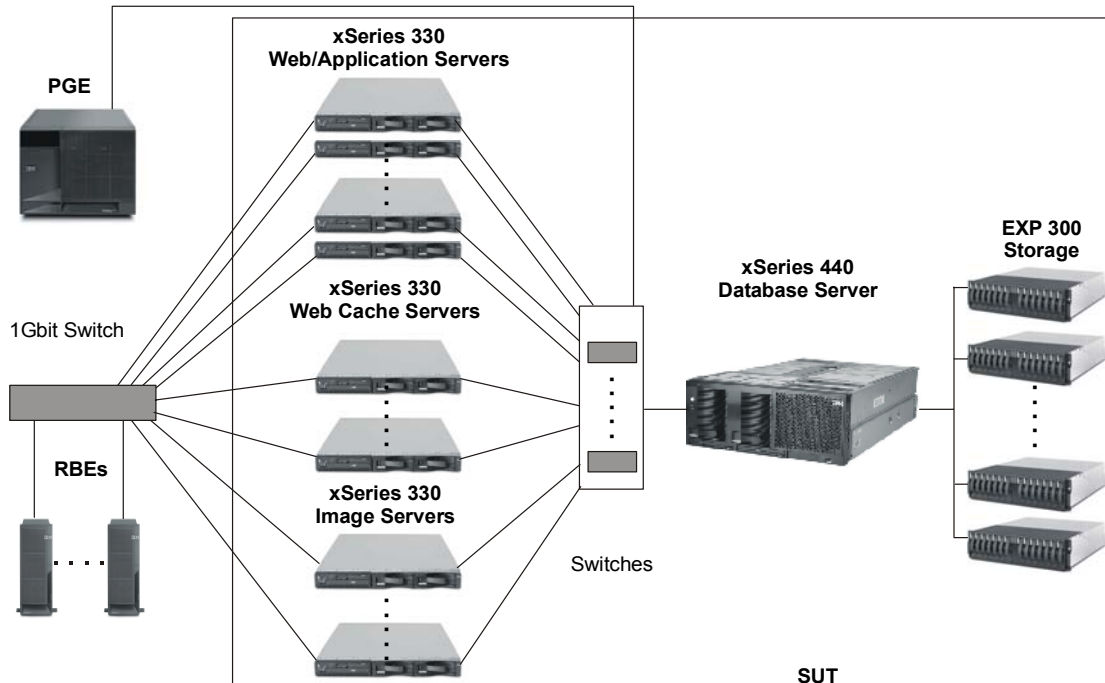 xSeries 330
Web/Application Servers
PGE
EXP 300
Storage
xSeries 440
Database Server
xSeries 330
Web Cache Servers
1Gbit Switch
RBEs
xSeries 330
Image Servers
Switches
SUT